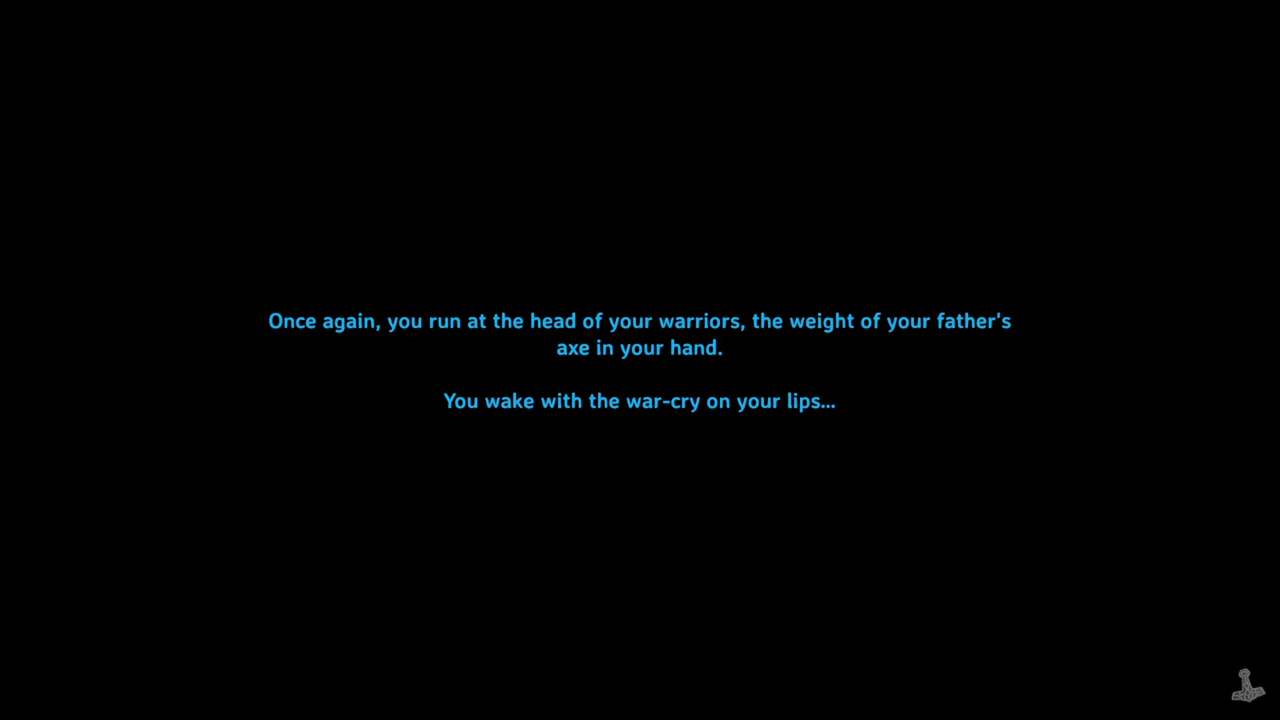 Once again, you run at the head of your warriors, the weight of your father's
axe in your hand.
You wake with the war-cry on your lips...